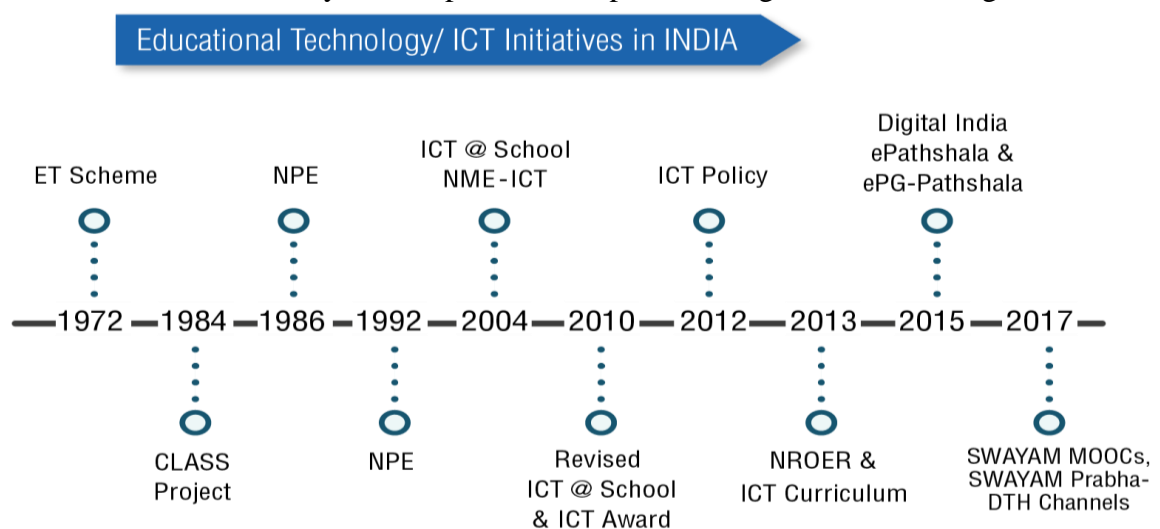 Educational Technology/ ICT Initiatives in INDIA
ET Scheme
NPE
ICT @ School
NME-ICT
ICT Policy
Digital India
ePathshala &
ePG-Pathshala
1972 1984 1986 1992 2004 2010 2012 2013 2015 2017
CLASS
Project
NPE
Revised
ICT @ School
& ICT Award
NROER &
ICT Curriculum
SWAYAM MOOCs,
SWAYAM Prabha-
DTH Channels